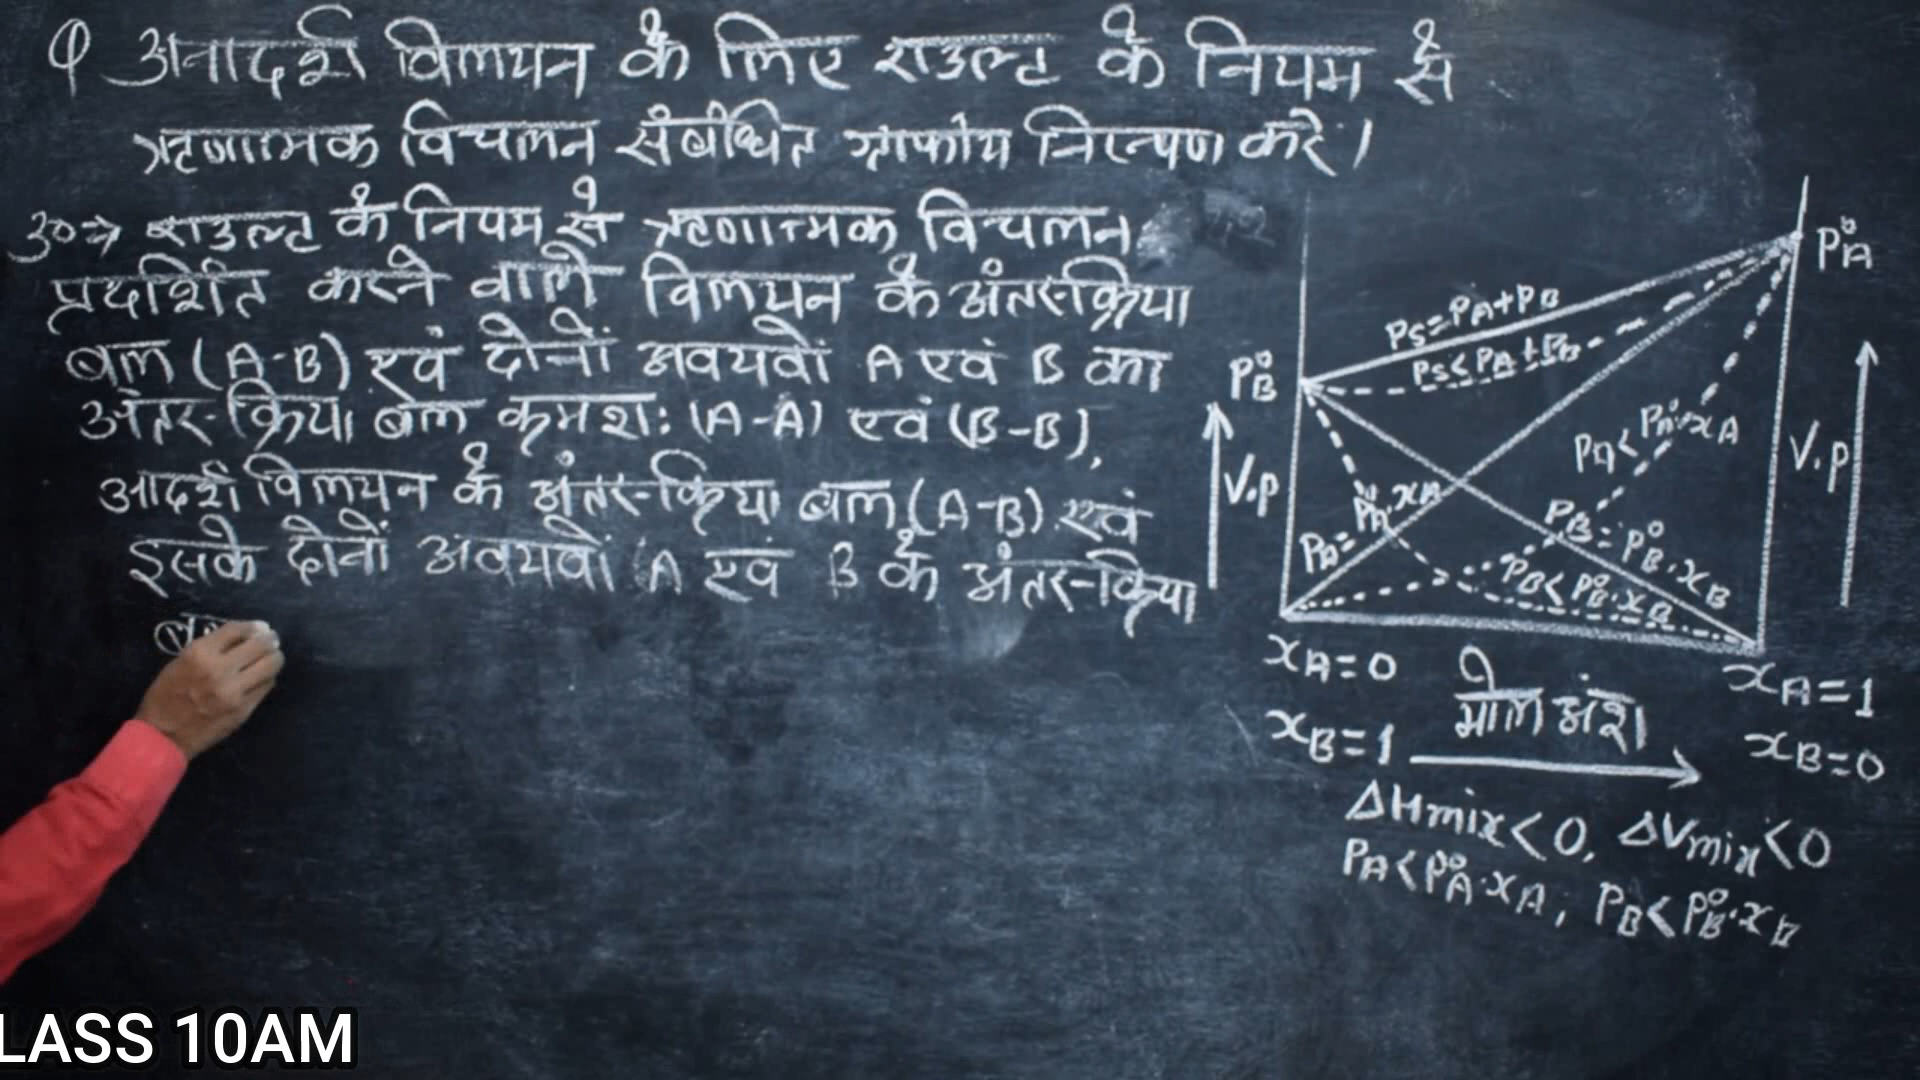 Q अनादर्श विलयन के लिए राउल्ट के नियम से
ऋणात्मक विचलन संबंधित ग्राफीय निरूपण करें।
उ०⇒ राउल्ट के नियम से ऋणात्मक विचलन
प्रदर्शित करने वाले विलयन के अंतरक्रिया
बल (A-B) एवं दोनों अवयवों A एवं B का
अंतर-क्रिया बल क्रमशः (A-A) एवं (B-B),
आदर्श विलयन के अंतर-क्रिया बल (A-B) एवं
इसके दोनों अवयवों A एवं B के अंतर-क्रिया
P°A
Ps=PA+PB
Ps<PA+PB
P°B
PA<P°A·xA
V.p
V.p
PA=P°A·xA
PB=P°B·xB
PB<P°B·xB
xA=0
मोल अंश
xA=1
xB=1
xB=0
ΔHmix<0, ΔVmix<0
PA<P°A·xA; PB<P°B·xB
LASS 10AM